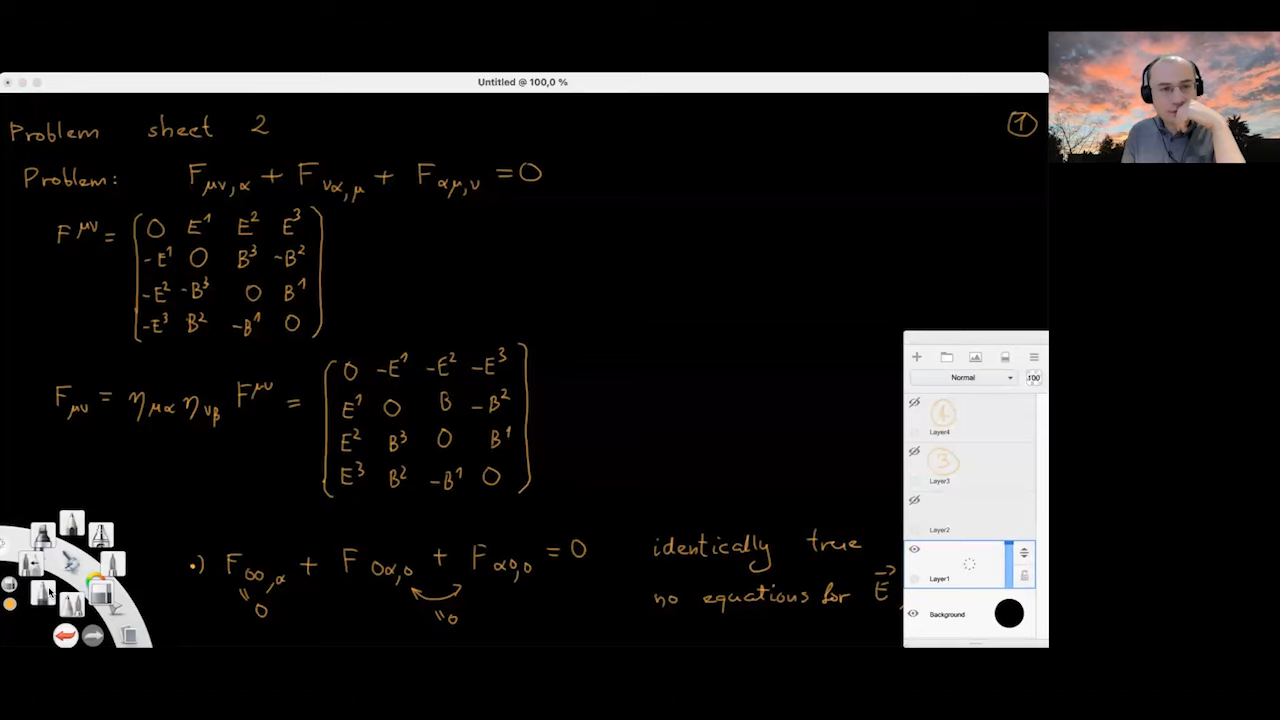 Untitled @ 100,0 %
Problem sheet 2
①
Problem: F_{μν,α} + F_{να,μ} + F_{αμ,ν} = 0
F^{μν} =
0 E^1 E^2 E^3
-E^1 0 B^3 -B^2
-E^2 -B^3 0 B^1
-E^3 B^2 -B^1 0
F_{μν} = η_{μα} η_{νβ} F^{μν} =
0 -E^1 -E^2 -E^3
E^1 0 B -B^2
E^2 B^3 0 B^1
E^3 B^2 -B^1 0
•) F_{00,α} + F_{0α,0} + F_{α0,0} = 0 identically true
"0 "0 no equations for E⃗,
Normal 100
④
Layer4
③
Layer3
Layer2
Layer1
Background